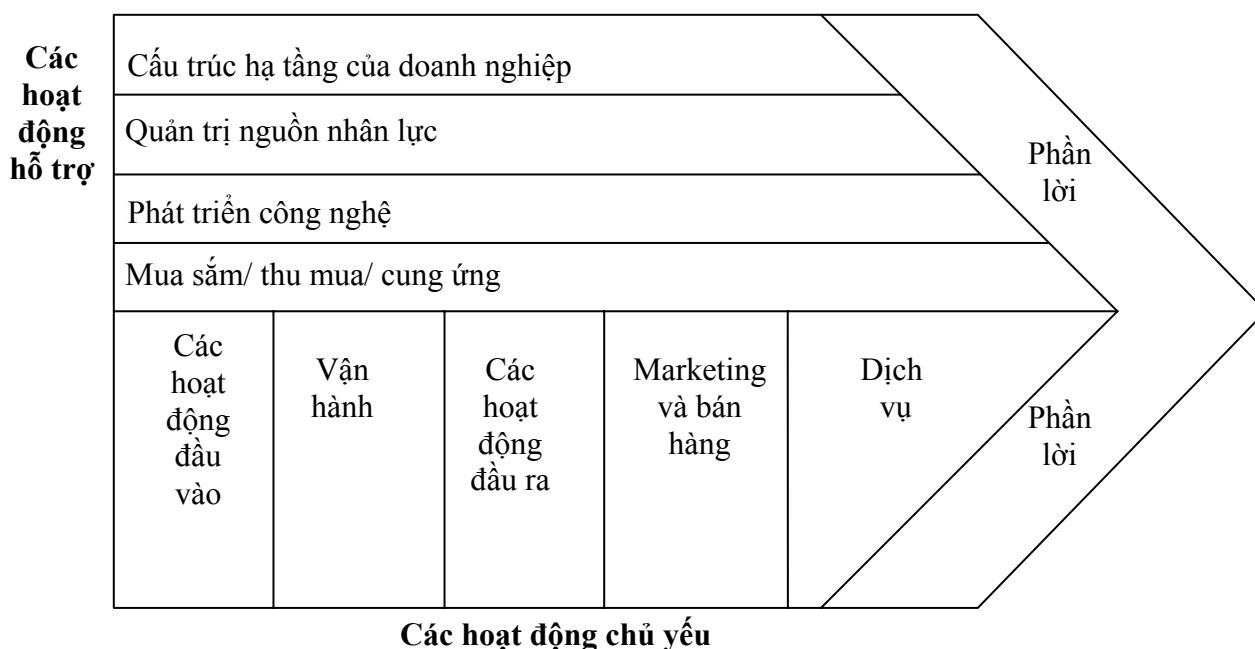 Các
hoạt
động
hỗ trợ
Cấu trúc hạ tầng của doanh nghiệp
Quản trị nguồn nhân lực
Phát triển công nghệ
Mua sắm/ thu mua/ cung ứng
Phần
lời
Các
hoạt
động
đầu
vào
Vận
hành
Các
hoạt
động
đầu ra
Marketing
và bán
hàng
Dịch
vụ
Phần
lời
Các hoạt động chủ yếu